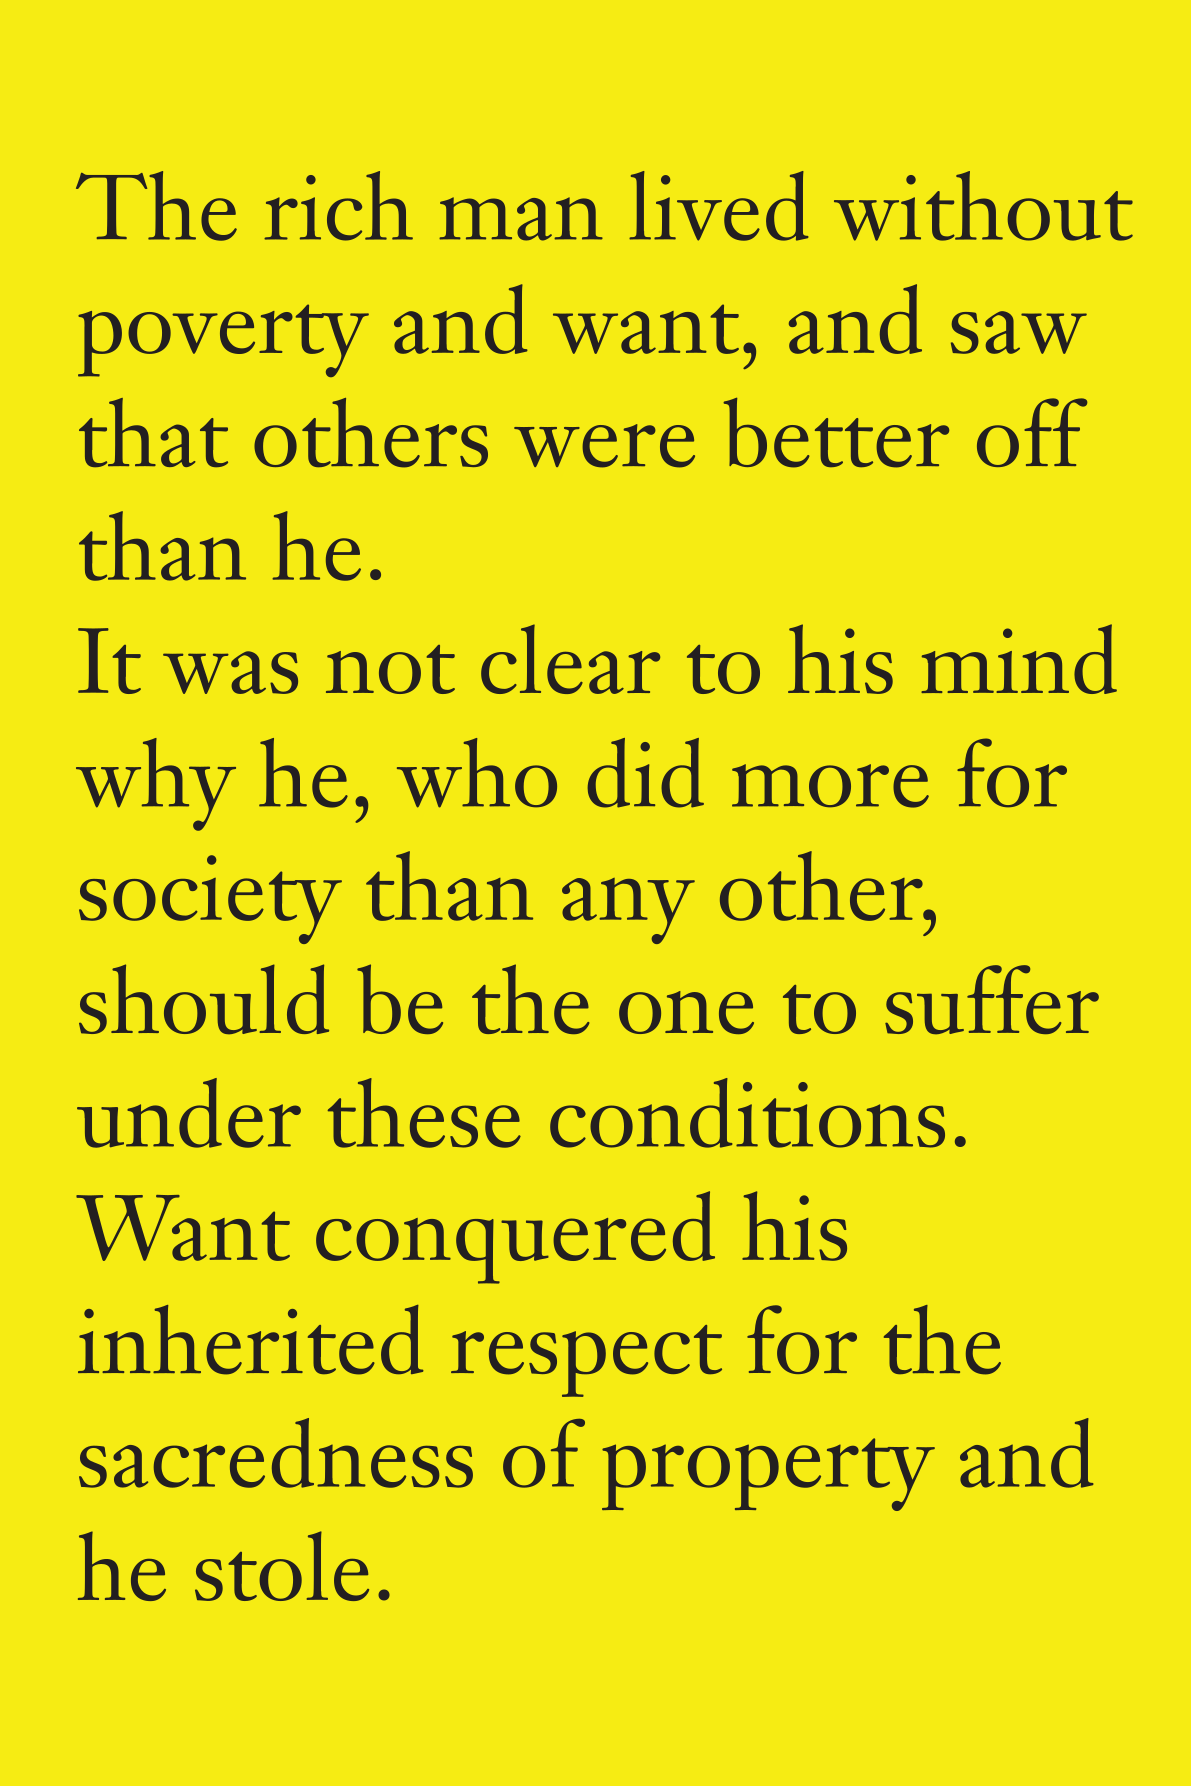 The rich man lived without
poverty and want, and saw
that others were better off
than he.
It was not clear to his mind
why he, who did more for
society than any other,
should be the one to suffer
under these conditions.
Want conquered his
inherited respect for the
sacredness of property and
he stole.